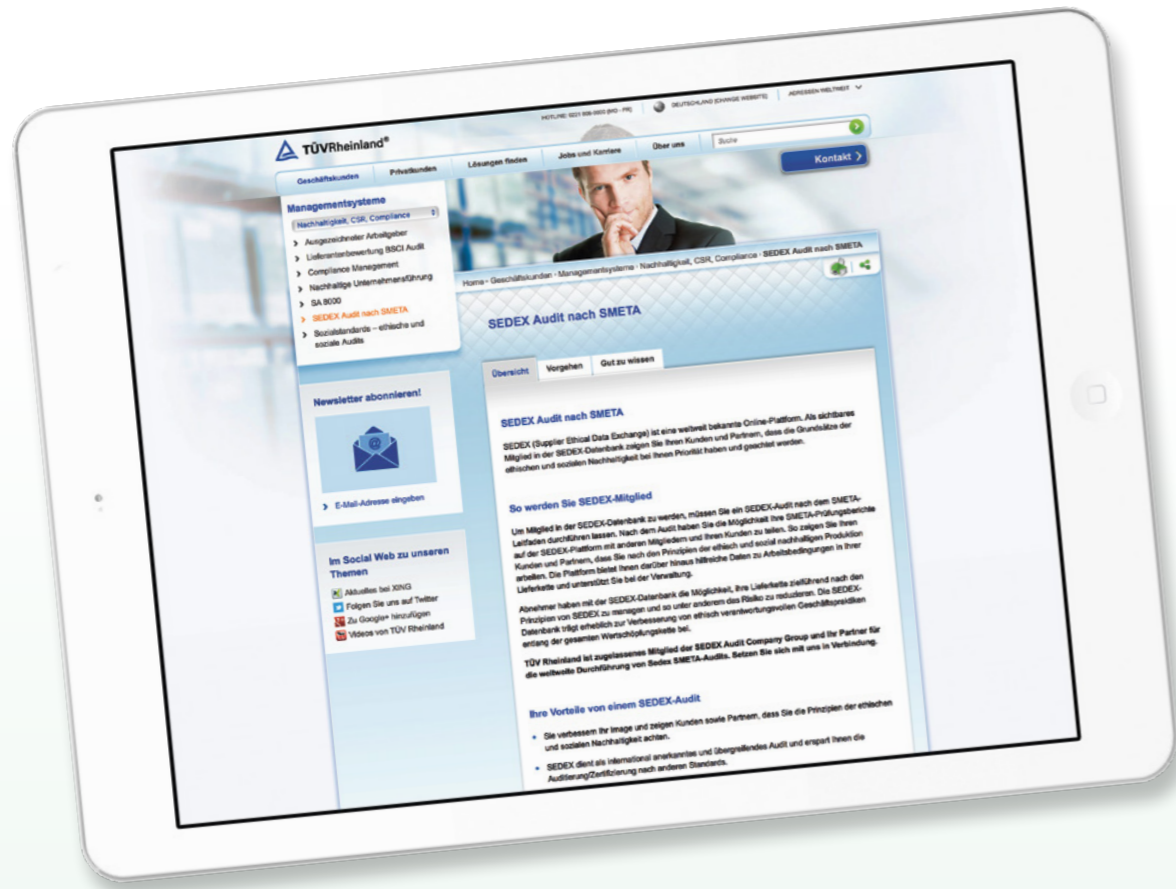 TÜVRheinland®
HOTLINE: 0221 806-9000 (MO - FR)
DEUTSCHLAND [CHANGE WEBSITE]
ADRESSEN WELTWEIT
Geschäftskunden
Privatkunden
Lösungen finden
Jobs und Karriere
Über uns
Suche
Kontakt
Managementsysteme
Nachhaltigkeit, CSR, Compliance
Ausgezeichneter Arbeitgeber
Lieferantenbewertung BSCI Audit
Compliance Management
Nachhaltige Unternehmensführung
SA 8000
SEDEX Audit nach SMETA
Sozialstandards – ethische und
soziale Audits
Home › Geschäftskunden › Managementsysteme › Nachhaltigkeit, CSR, Compliance › SEDEX Audit nach SMETA
SEDEX Audit nach SMETA
Übersicht
Vorgehen
Gut zu wissen
Newsletter abonnieren!
@
E-Mail-Adresse eingeben
Im Social Web zu unseren
Themen
Aktuelles bei XING
Folgen Sie uns auf Twitter
Zu Google+ hinzufügen
Videos von TÜV Rheinland
SEDEX Audit nach SMETA
SEDEX (Supplier Ethical Data Exchange) ist eine weltweit bekannte Online-Plattform. Als sichtbares
Mitglied in der SEDEX-Datenbank zeigen Sie Ihren Kunden und Partnern, dass die Grundsätze der
ethischen und sozialen Nachhaltigkeit bei Ihnen Priorität haben und geachtet werden.
So werden Sie SEDEX-Mitglied
Um Mitglied in der SEDEX-Datenbank zu werden, müssen Sie ein SEDEX-Audit nach dem SMETA-
Leitfaden durchführen lassen. Nach dem Audit haben Sie die Möglichkeit Ihre SMETA-Prüfungsberichte
auf der SEDEX-Plattform mit anderen Mitgliedern und Ihren Kunden zu teilen. So zeigen Sie Ihren
Kunden und Partnern, dass Sie nach den Prinzipien der ethisch und sozial nachhaltigen Produktion
arbeiten. Die Plattform bietet Ihnen darüber hinaus hilfreiche Daten zu Arbeitsbedingungen in Ihrer
Lieferkette und unterstützt Sie bei der Verwaltung.
Abnehmer haben mit der SEDEX-Datenbank die Möglichkeit, ihre Lieferkette zielführend nach den
Prinzipien von SEDEX zu managen und so unter anderem das Risiko zu reduzieren. Die SEDEX-
Datenbank trägt erheblich zur Verbesserung von ethisch verantwortungsvollen Geschäftspraktiken
entlang der gesamten Wertschöpfungskette bei.
TÜV Rheinland ist zugelassenes Mitglied der SEDEX Audit Company Group und Ihr Partner für
die weltweite Durchführung von Sedex SMETA-Audits. Setzen Sie sich mit uns in Verbindung.
Ihre Vorteile von einem SEDEX-Audit
Sie verbessern Ihr Image und zeigen Kunden sowie Partnern, dass Sie die Prinzipien der ethischen
und sozialen Nachhaltigkeit achten.
SEDEX dient als international anerkanntes und übergreifendes Audit und erspart Ihnen die
Auditierung/Zertifizierung nach anderen Standards.